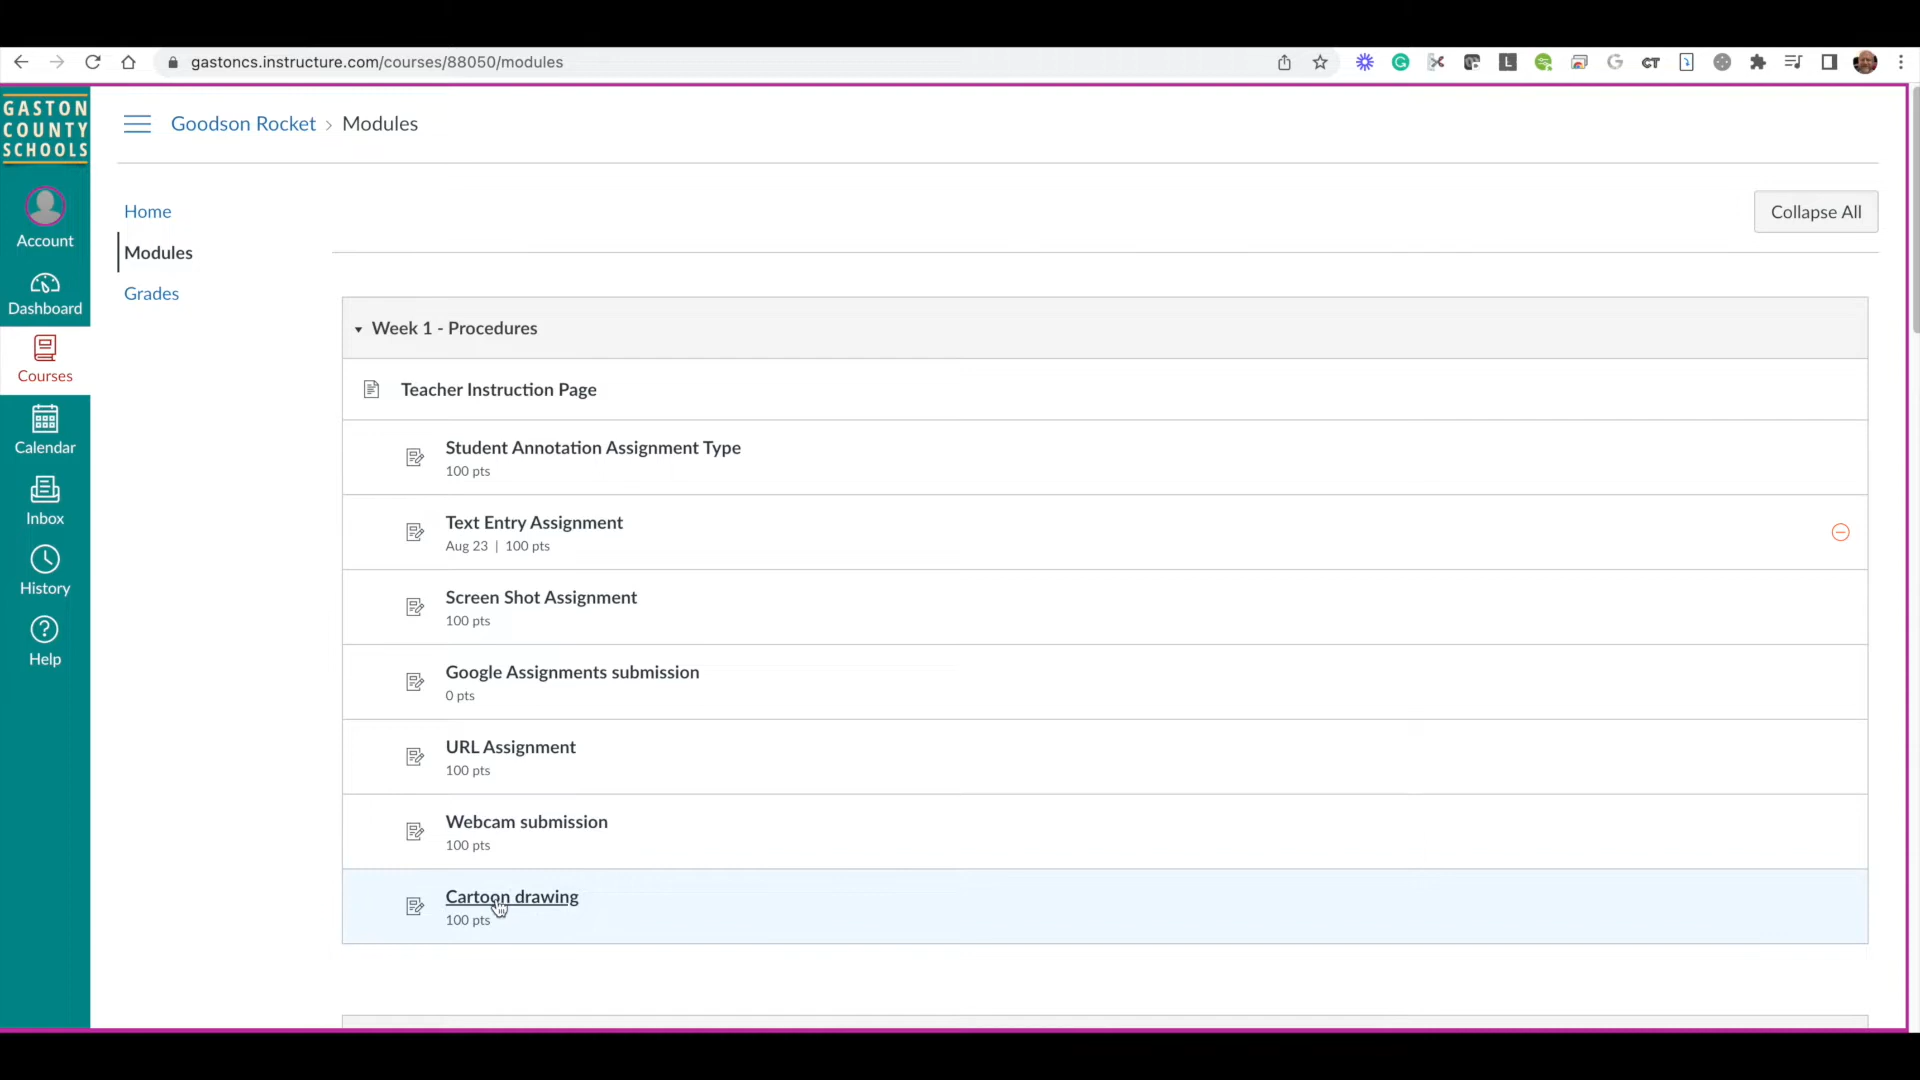 gastoncs.instructure.com/courses/88050/modules
GASTON
COUNTY
SCHOOLS
Account
Dashboard
Courses
Calendar
Inbox
History
Help
Goodson Rocket › Modules
Home
Modules
Grades
Collapse All
Week 1 - Procedures
Teacher Instruction Page
Student Annotation Assignment Type
100 pts
Text Entry Assignment
Aug 23 | 100 pts
Screen Shot Assignment
100 pts
Google Assignments submission
0 pts
URL Assignment
100 pts
Webcam submission
100 pts
Cartoon drawing
100 pts